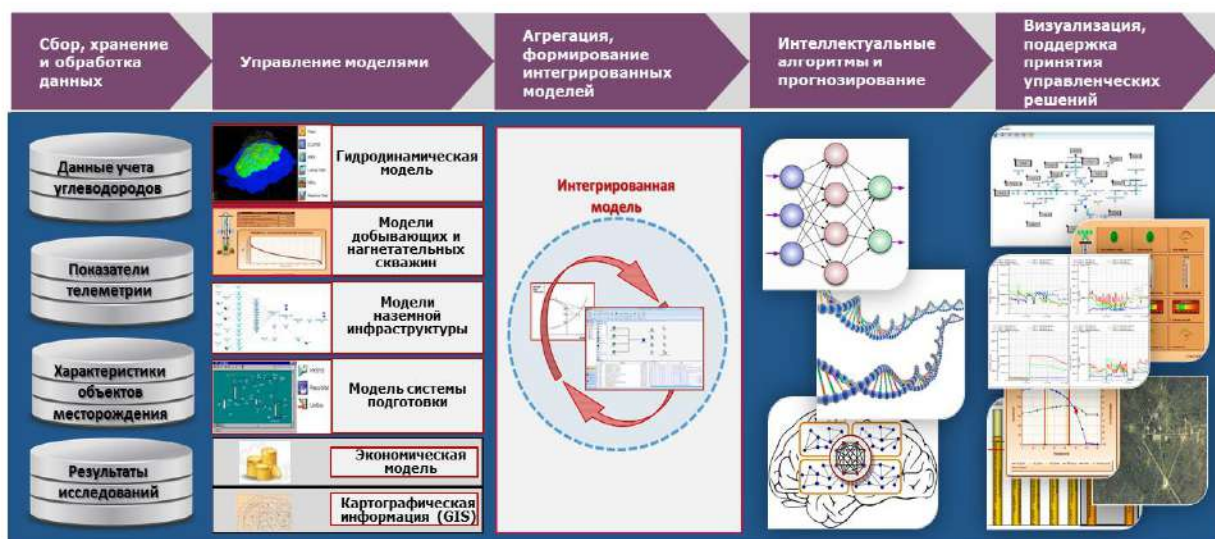 Сбор, хранение
и обработка
данных
Управление моделями
Агрегация,
формирование
интегрированных
моделей
Интеллектуальные
алгоритмы и
прогнозирование
Визуализация,
поддержка
принятия
управленческих
решений
Данные учета
углеводородов
Показатели
телеметрии
Характеристики
объектов
месторождения
Результаты
исследований
Гидродинамическая
модель
Модели
добывающих и
нагнетательных
скважин
Модели
наземной
инфраструктуры
Модель системы
подготовки
Экономическая
модель
Картографическая
информация (GIS)
Интегрированная
модель